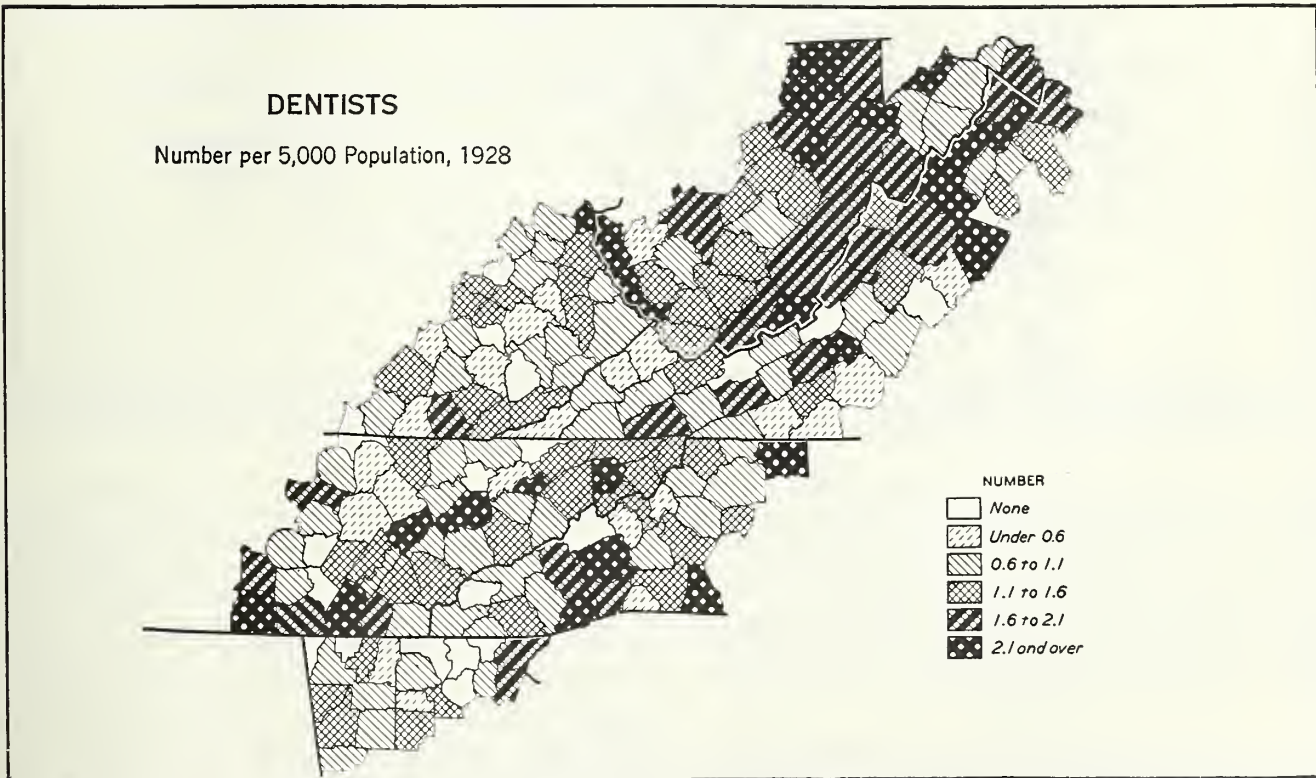 DENTISTS
Number per 5,000 Population, 1928
NUMBER
None
Under 0.6
0.6 to 1.1
1.1 to 1.6
1.6 to 2.1
2.1 and over